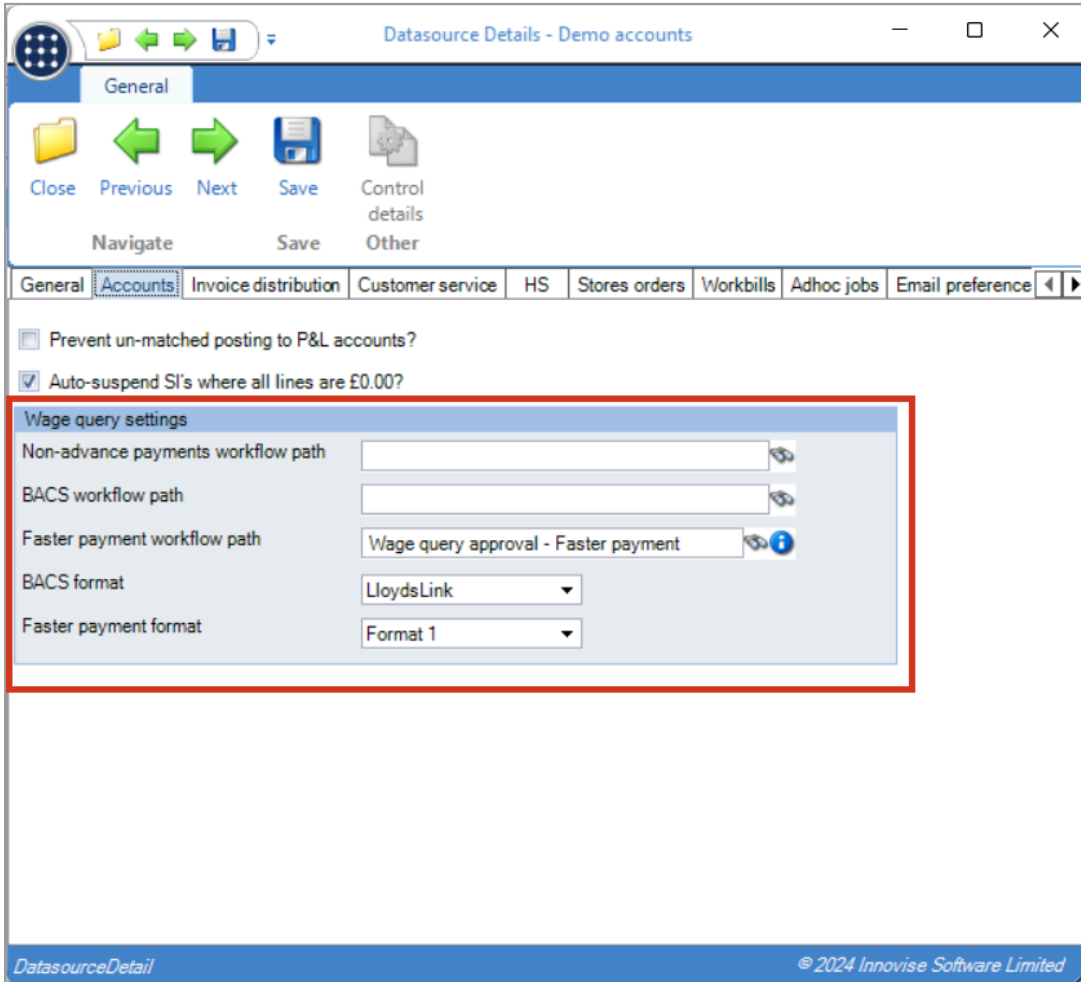 Datasource Details - Demo accounts
General
Close Previous Next Save Control details
Navigate Save Other
General Accounts Invoice distribution Customer service HS Stores orders Workbills Adhoc jobs Email preference
Prevent un-matched posting to P&L accounts?
Auto-suspend SI's where all lines are £0.00?
Wage query settings
Non-advance payments workflow path
BACS workflow path
Faster payment workflow path Wage query approval - Faster payment
BACS format LloydsLink
Faster payment format Format 1
DatasourceDetail © 2024 Innovise Software Limited